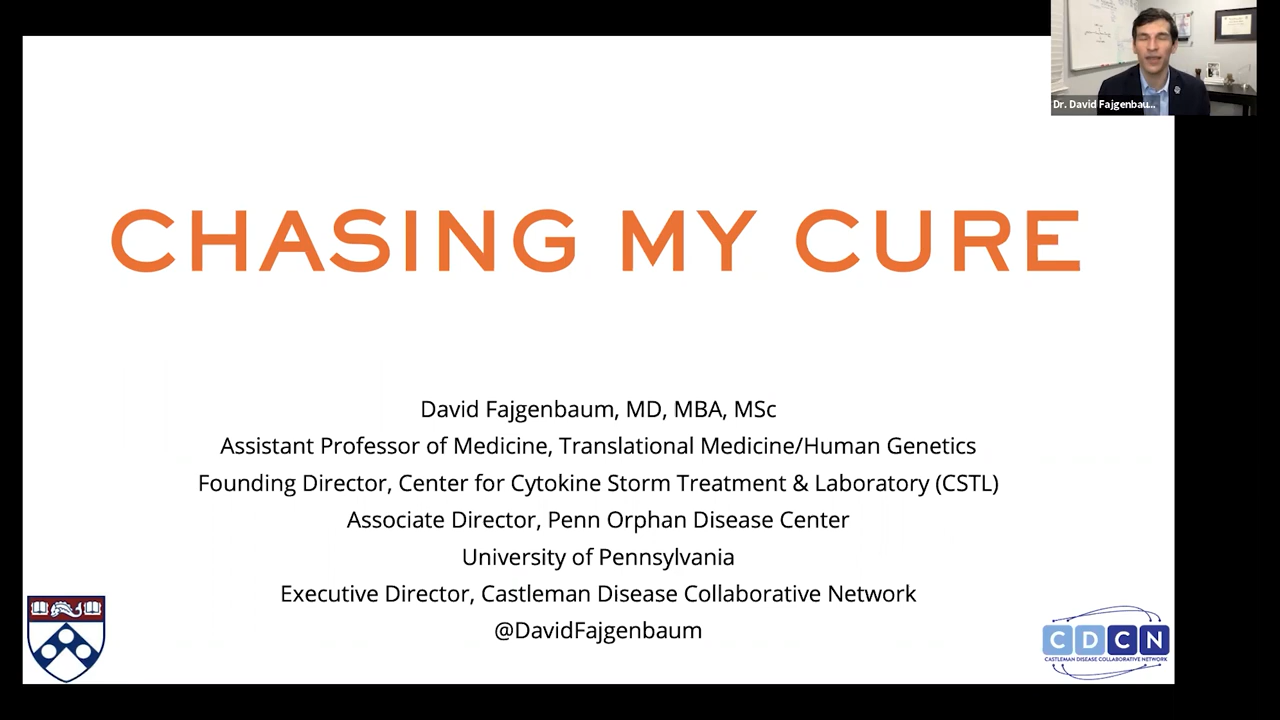 Dr. David Fajgenbau...
CHASING MY CURE
David Fajgenbaum, MD, MBA, MSc
Assistant Professor of Medicine, Translational Medicine/Human Genetics
Founding Director, Center for Cytokine Storm Treatment & Laboratory (CSTL)
Associate Director, Penn Orphan Disease Center
University of Pennsylvania
Executive Director, Castleman Disease Collaborative Network
@DavidFajgenbaum
CDCN
CASTLEMAN DISEASE COLLABORATIVE NETWORK